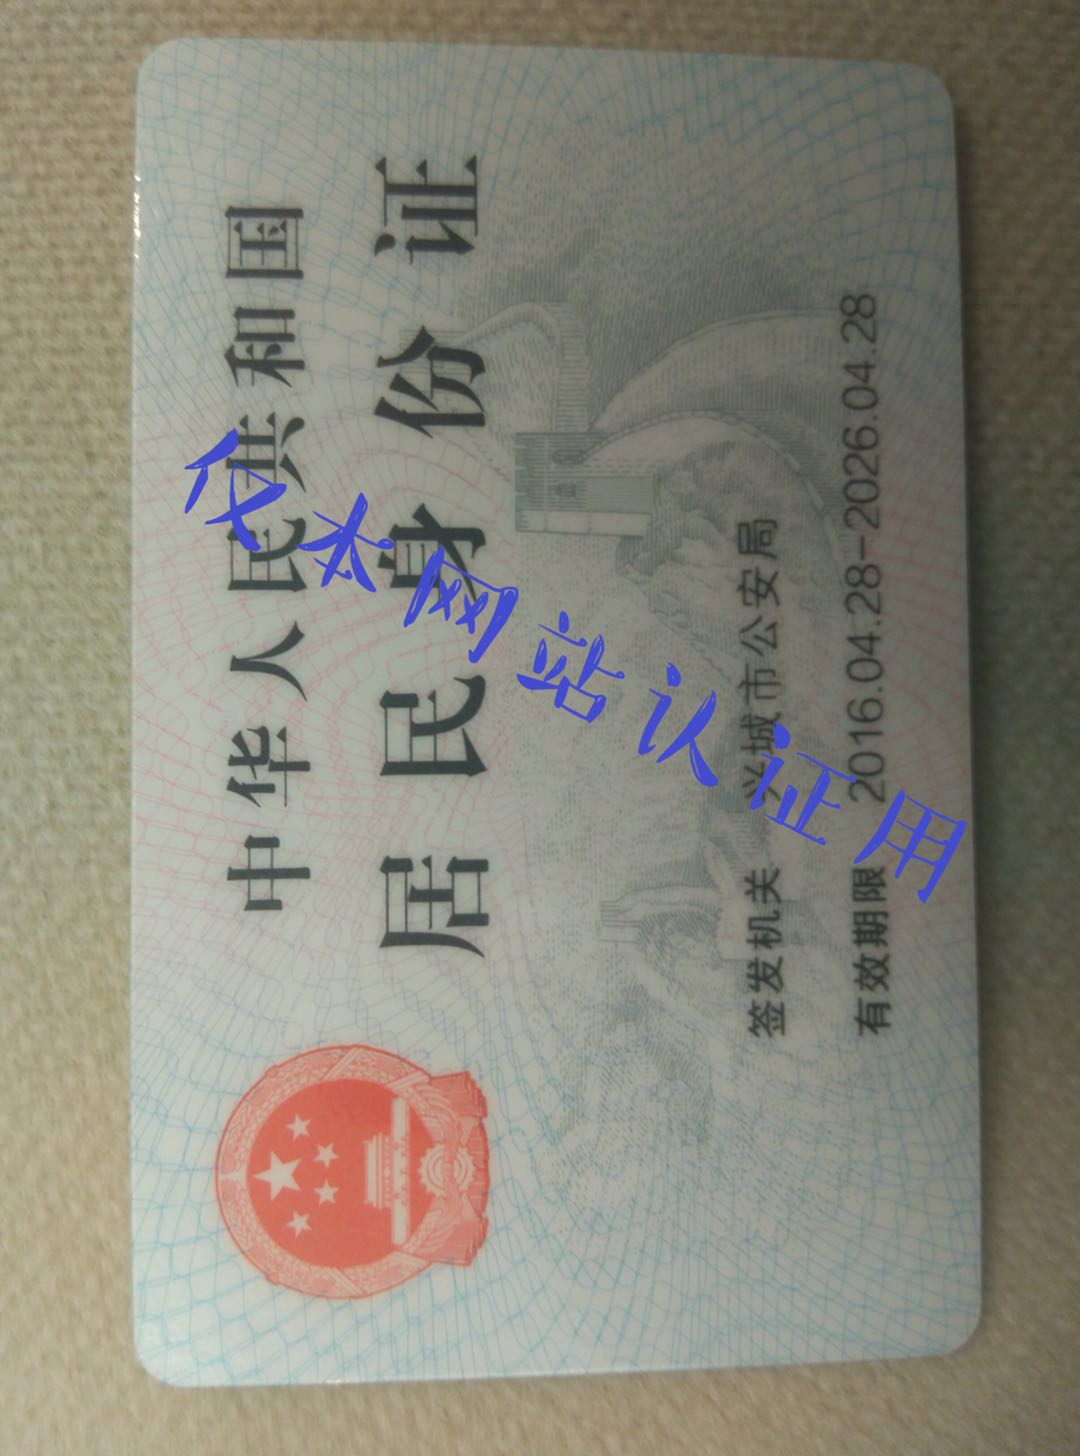 中华人民共和国
居民身份证
签发机关 兴城市公安局
有效期限 2016.04.28-2026.04.28
仅本网站认证用